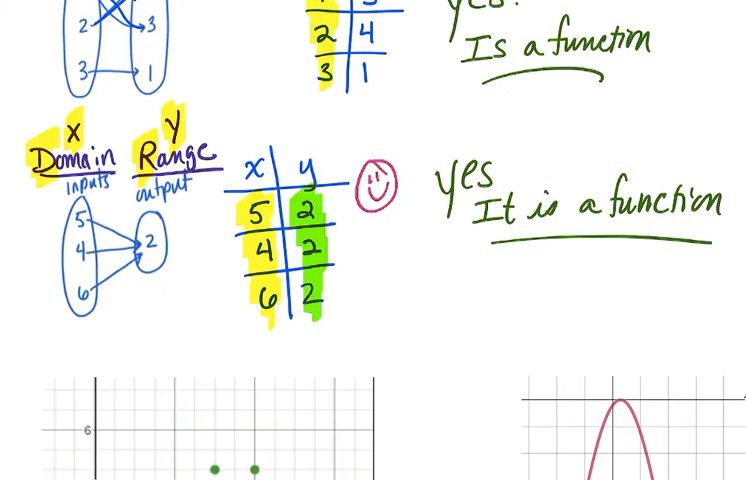 yes!
2 3
3 1
2 4
3 1
Is a function
x y
Domain Range
inputs output
5
4 2
6
x y
5 2
4 2
6 2
yes
It is a function
6